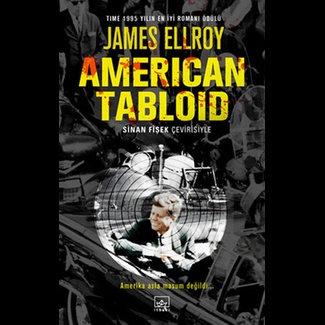 TIME 1995 YILIN EN İYİ ROMANI ÖDÜLÜ
JAMES ELLROY
AMERICAN
TABLOID
SİNAN FİŞEK ÇEVİRİSİYLE
Amerika asla masum değildi...
İTHAKİ